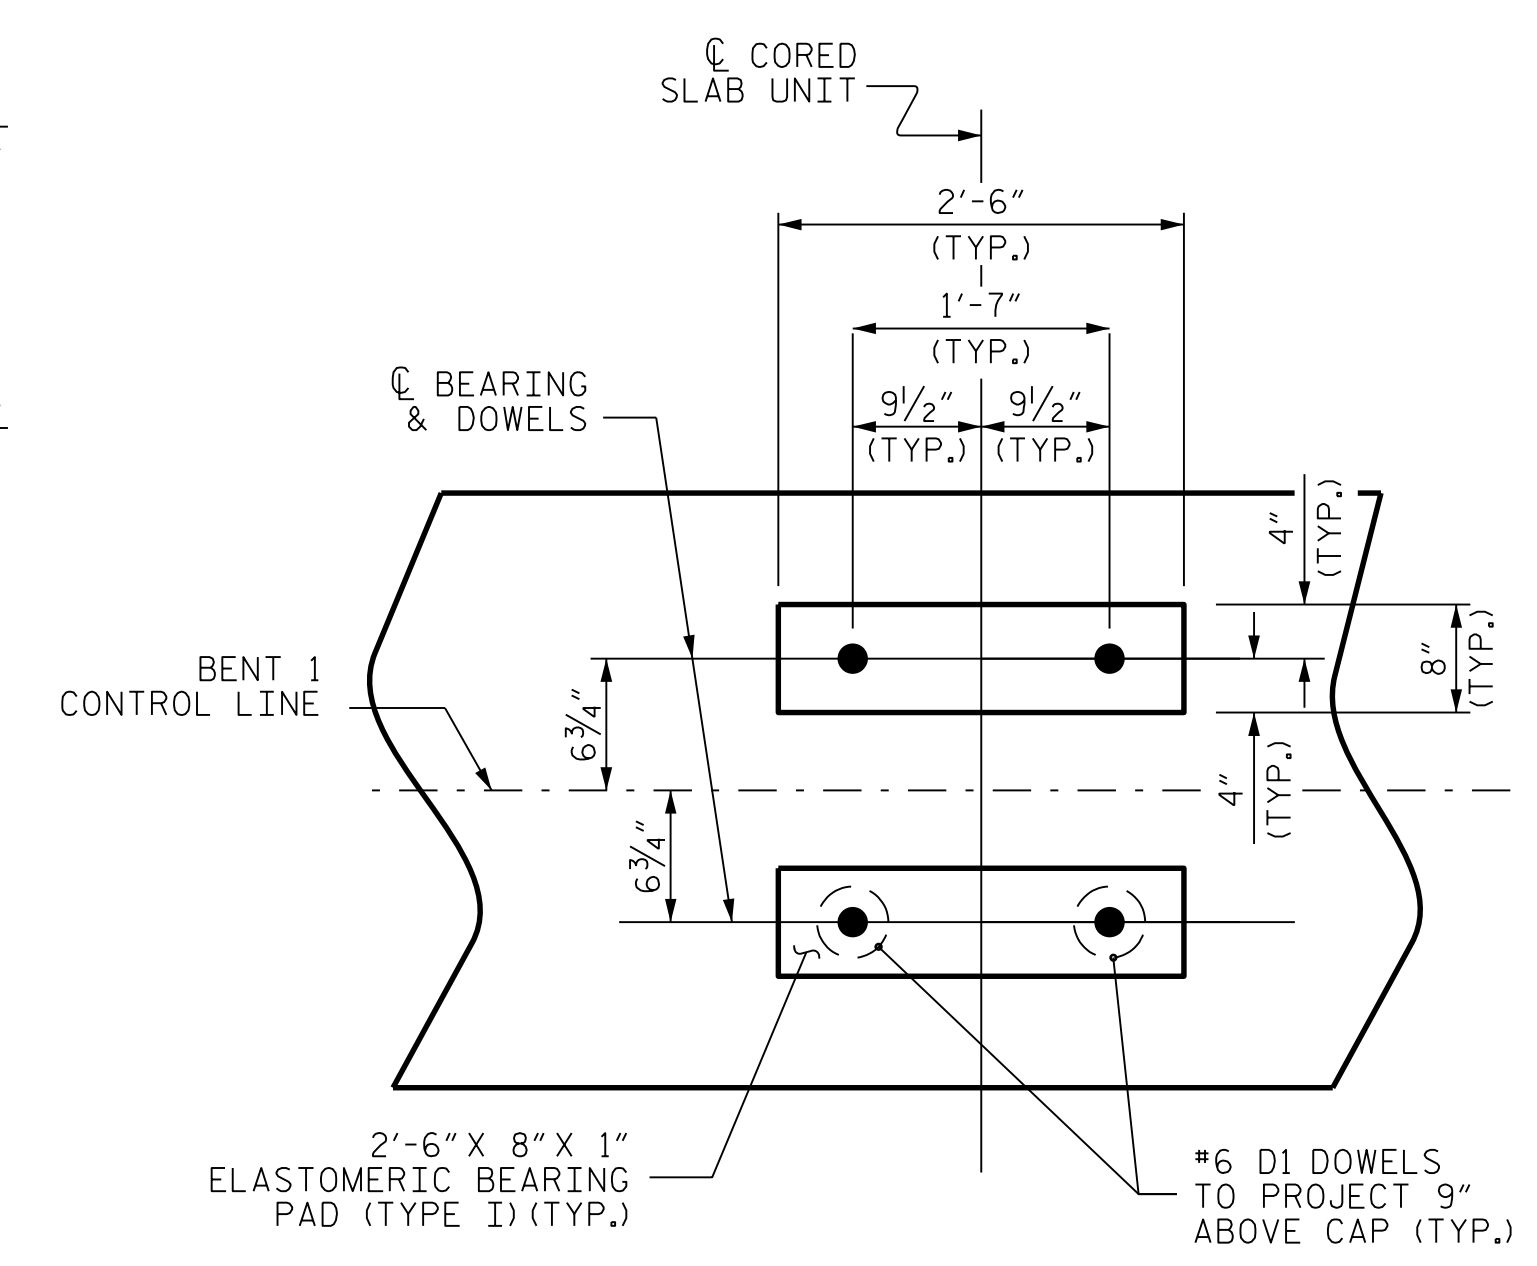 ℄ CORED
SLAB UNIT
2'-6"
(TYP.)
1'-7"
(TYP.)
9½" 9½"
(TYP.) (TYP.)
℄ BEARING
& DOWELS
4"
(TYP.)
8"
(TYP.)
BENT 1
CONTROL LINE
6¾"
4"
(TYP.)
6¾"
2'-6" X 8" X 1"
ELASTOMERIC BEARING
PAD (TYPE I) (TYP.)
#6 D1 DOWELS
TO PROJECT 9"
ABOVE CAP (TYP.)